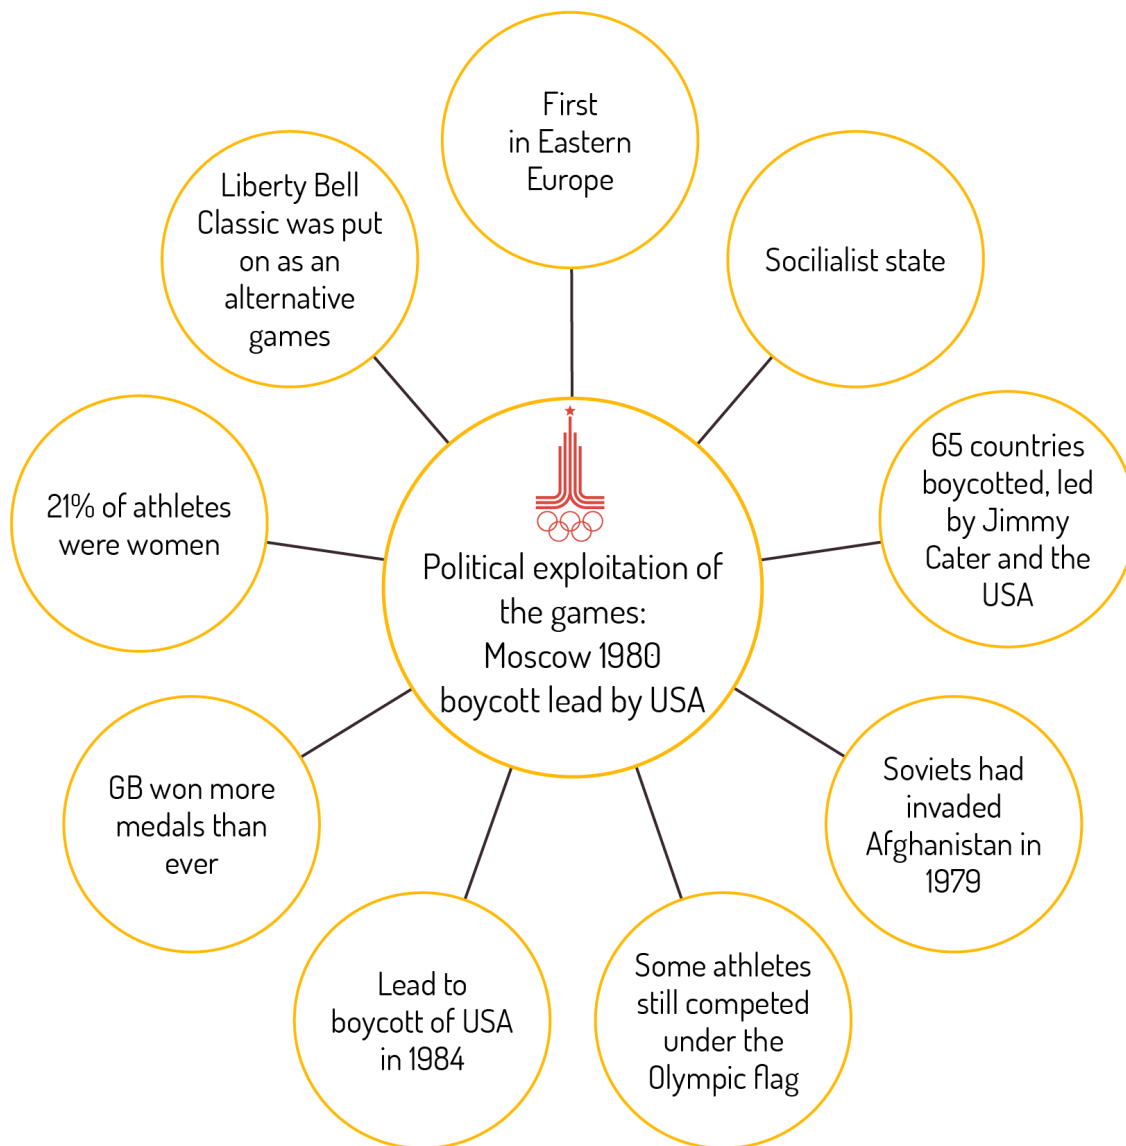 First
in Eastern
Europe
Socilialist state
65 countries
boycotted, led
by Jimmy
Cater and the
USA
Soviets had
invaded
Afghanistan in
1979
Some athletes
still competed
under the
Olympic flag
Lead to
boycott of USA
in 1984
GB won more
medals than
ever
21% of athletes
were women
Liberty Bell
Classic was put
on as an
alternative
games
Political exploitation of
the games:
Moscow 1980
boycott lead by USA